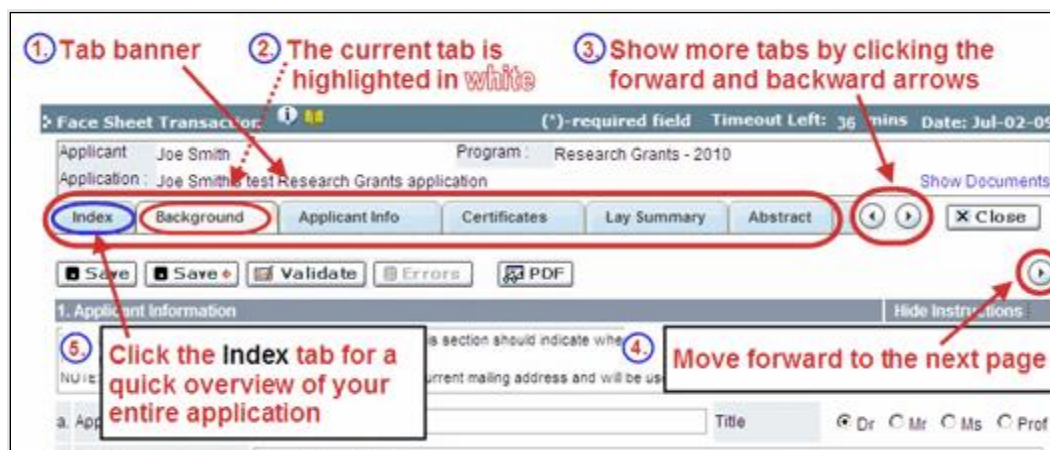 1. Tab banner
2. The current tab is
highlighted in white
3. Show more tabs by clicking the
forward and backward arrows
Face Sheet Transaction (*)-required field Timeout Left: 36 mins Date: Jul-02-09
Applicant Joe Smith Program : Research Grants - 2010
Application : Joe Smith's test Research Grants application Show Documents
Index Background Applicant Info Certificates Lay Summary Abstract X Close
Save Save Validate Errors PDF
1. Applicant Information Hide Instructions
5. Click the Index tab for a
quick overview of your
entire application
s section should indicate whe
4. Move forward to the next page
NOTE urrent mailing address and will be use
a. App Title Dr Mr Ms Prof